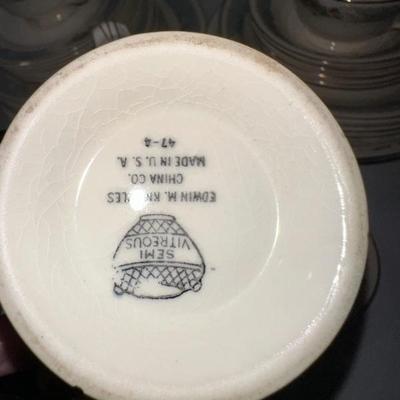 SEMI
VITREOUS
EDWIN M. KNOWLES
CHINA CO.
MADE IN U. S. A.
47-4